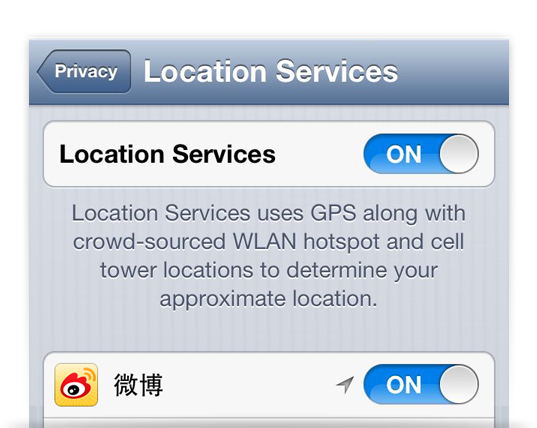 Privacy
Location Services
Location Services
ON
Location Services uses GPS along with
crowd-sourced WLAN hotspot and cell
tower locations to determine your
approximate location.
微博
ON